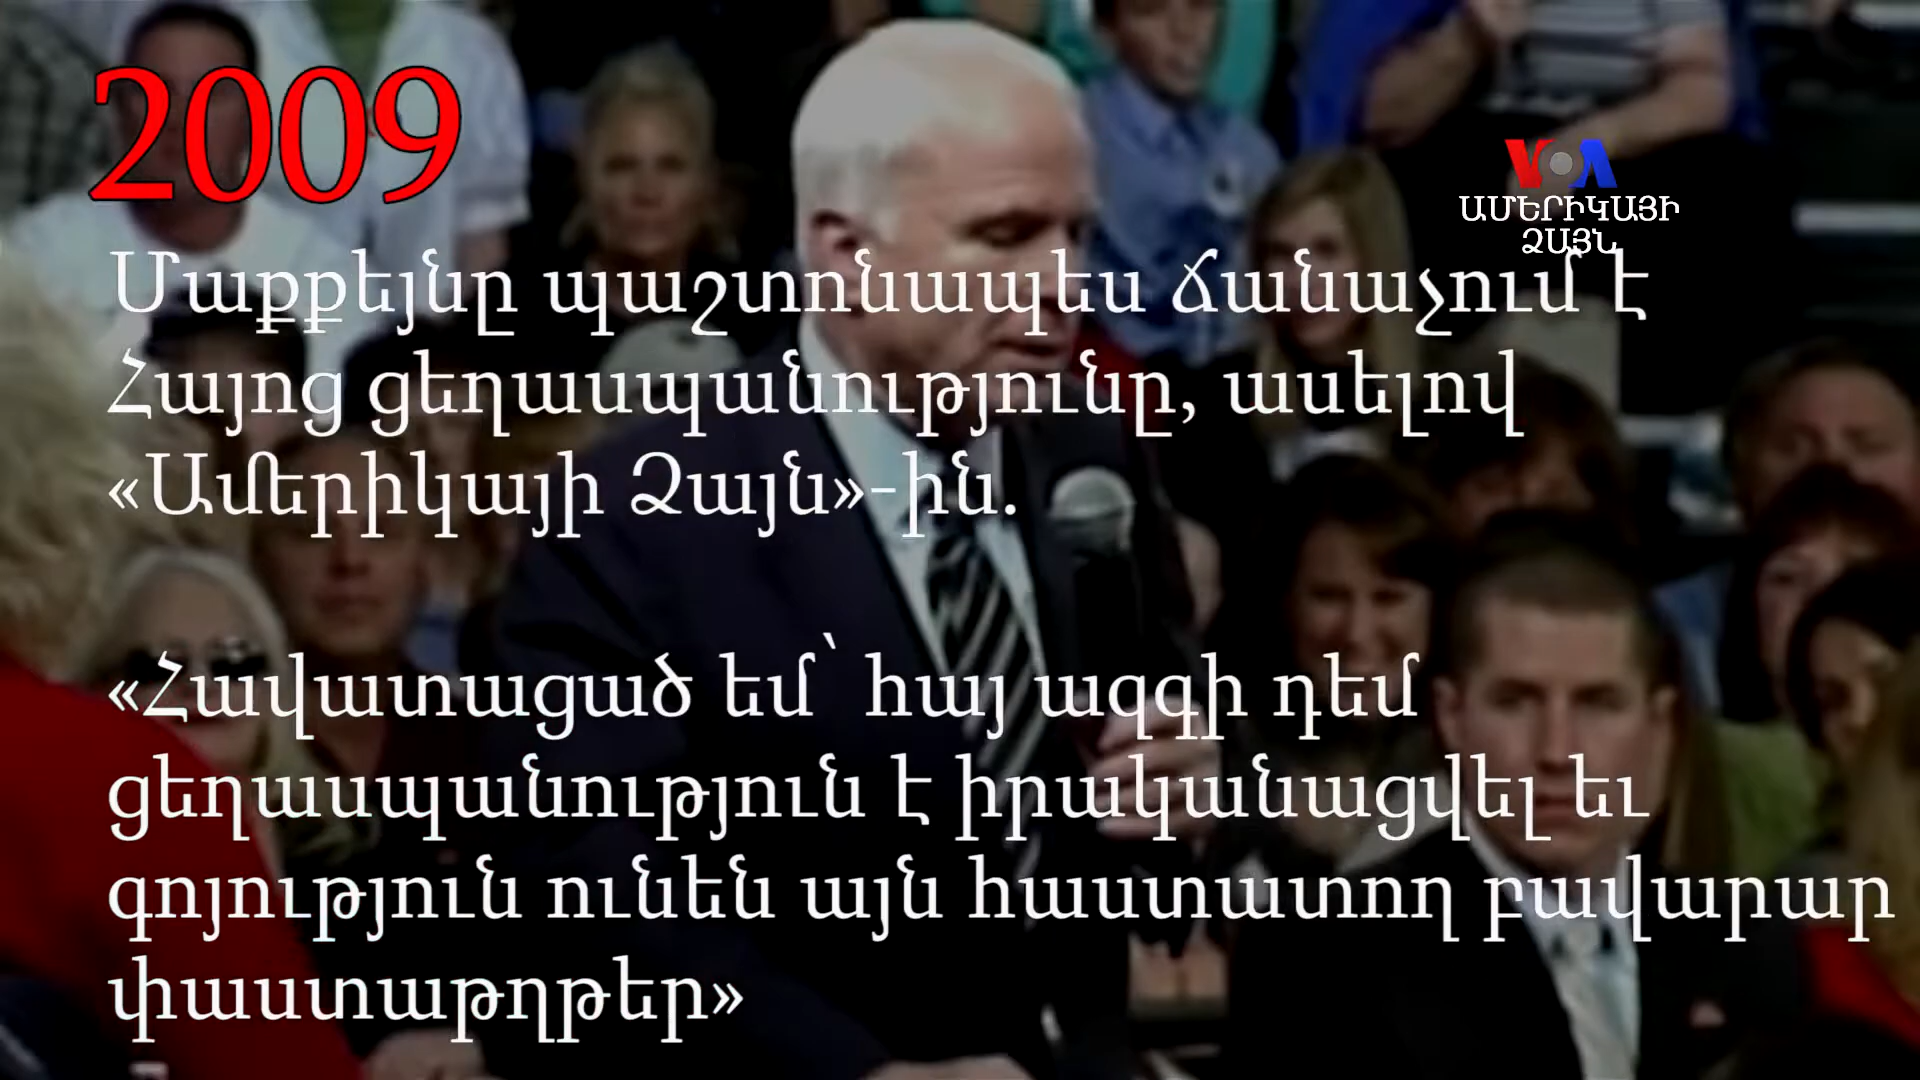 2009
VOA
ԱՄԵՐԻԿԱՅԻ
ՁԱՅՆ
Մաքքեյնը պաշտոնապես ճանաչում է
Հայոց ցեղասպանությունը, ասելով
«Ամերիկայի Ձայն»-ին.
«Հավատացած եմ՝ հայ ազգի դեմ
ցեղասպանություն է իրականացվել եւ
գոյություն ունեն այն հաստատող բավարար
փաստաթղթեր»